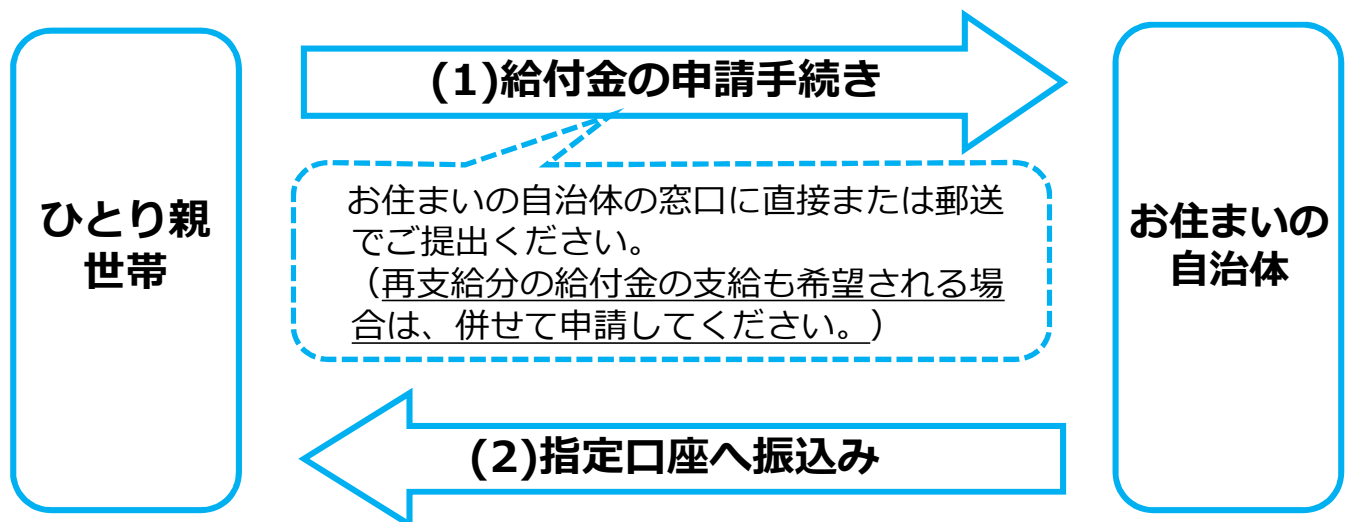 (1)給付金の申請手続き
ひとり親
世帯
お住まいの自治体の窓口に直接または郵送
でご提出ください。
（再支給分の給付金の支給も希望される場
合は、併せて申請してください。）
お住まいの
自治体
(2)指定口座へ振込み